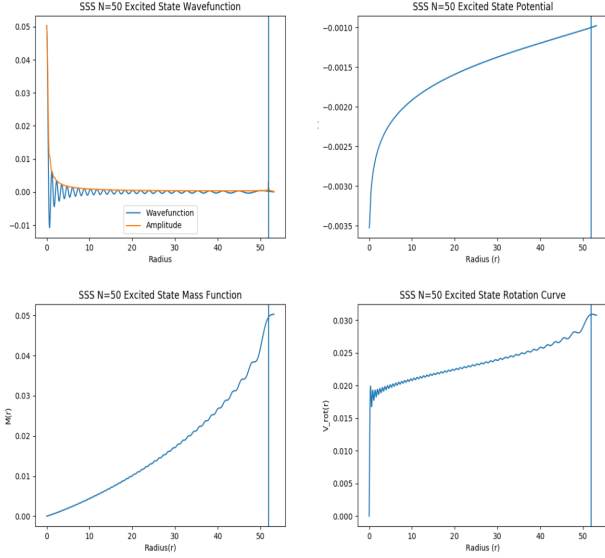 SSS N=50 Excited State Wavefunction
0.05
0.04
0.03
0.02
0.01
0.00
−0.01
0 10 20 30 40 50
Radius
Wavefunction
Amplitude
SSS N=50 Excited State Potential
−0.0010
−0.0015
−0.0020
−0.0025
−0.0030
−0.0035
0 10 20 30 40 50
Radius (r)
SSS N=50 Excited State Mass Function
M(r)
0.05
0.04
0.03
0.02
0.01
0.00
0 10 20 30 40 50
Radius(r)
SSS N=50 Excited State Rotation Curve
V_rot(r)
0.030
0.025
0.020
0.015
0.010
0.005
0.000
0 10 20 30 40 50
Radius(r)